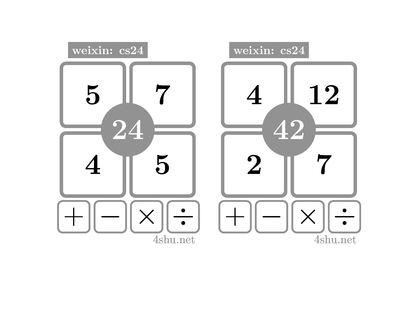 weixin: cs24
5 7
24
4 5
+ − × ÷
4shu.net
weixin: cs24
4 12
42
2 7
+ − × ÷
4shu.net